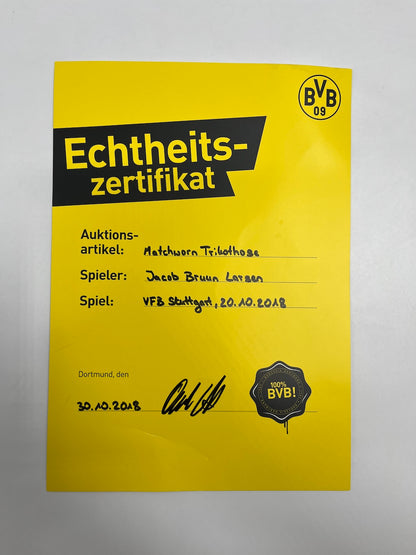 BVB
09
Echtheits-
zertifikat
Auktions-
artikel: Matchworn Trikothose
Spieler: Jacob Bruun Larsen
Spiel: VFB Stuttgart, 20.10.2018
Dortmund, den
30.10.2018
100%
BVB!